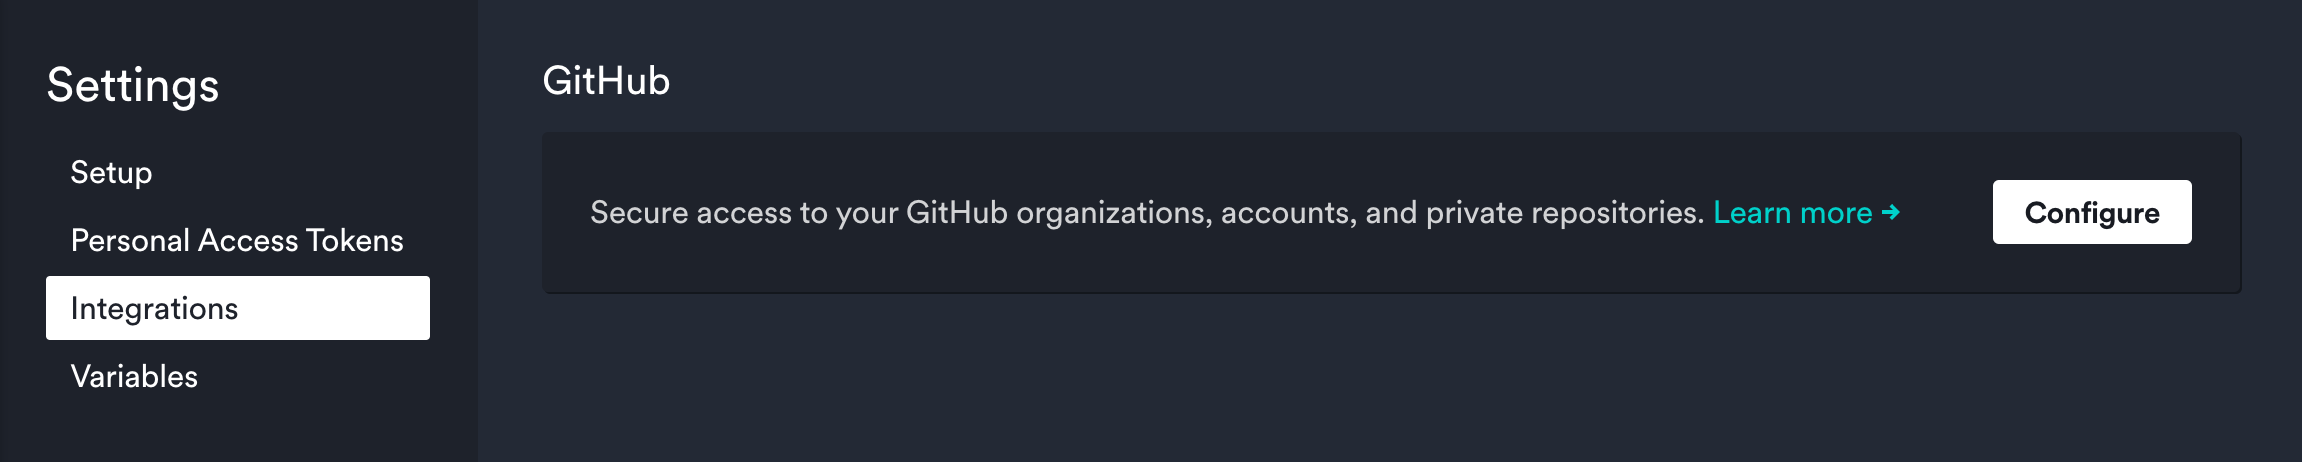 Settings
Setup
Personal Access Tokens
Integrations
Variables
GitHub
Secure access to your GitHub organizations, accounts, and private repositories. Learn more →
Configure